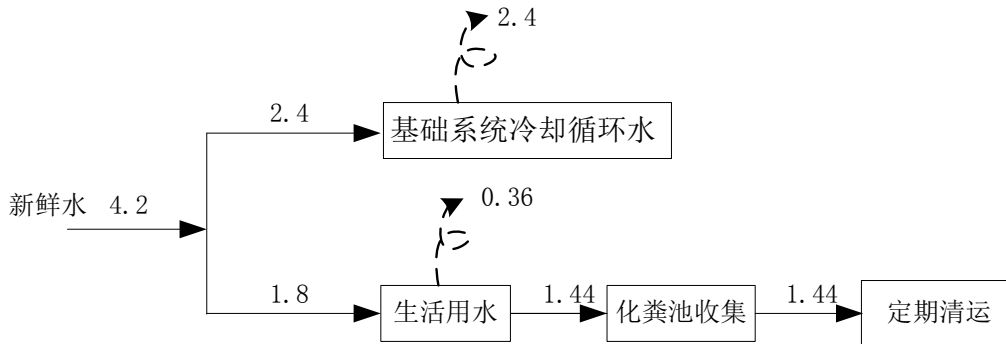 2.4
2.4
基础系统冷却循环水
新鲜水 4.2
0.36
1.8
生活用水
1.44
化粪池收集
1.44
定期清运